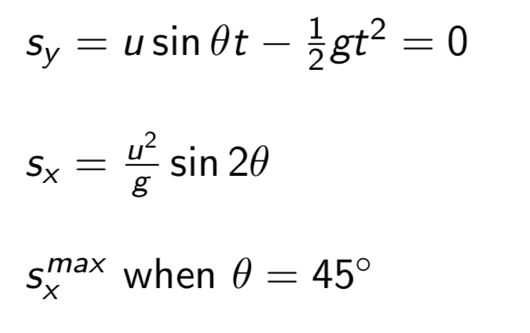 s_y = u sin θt − ½gt² = 0
s_x = u²/g sin 2θ
s_x^max when θ = 45°